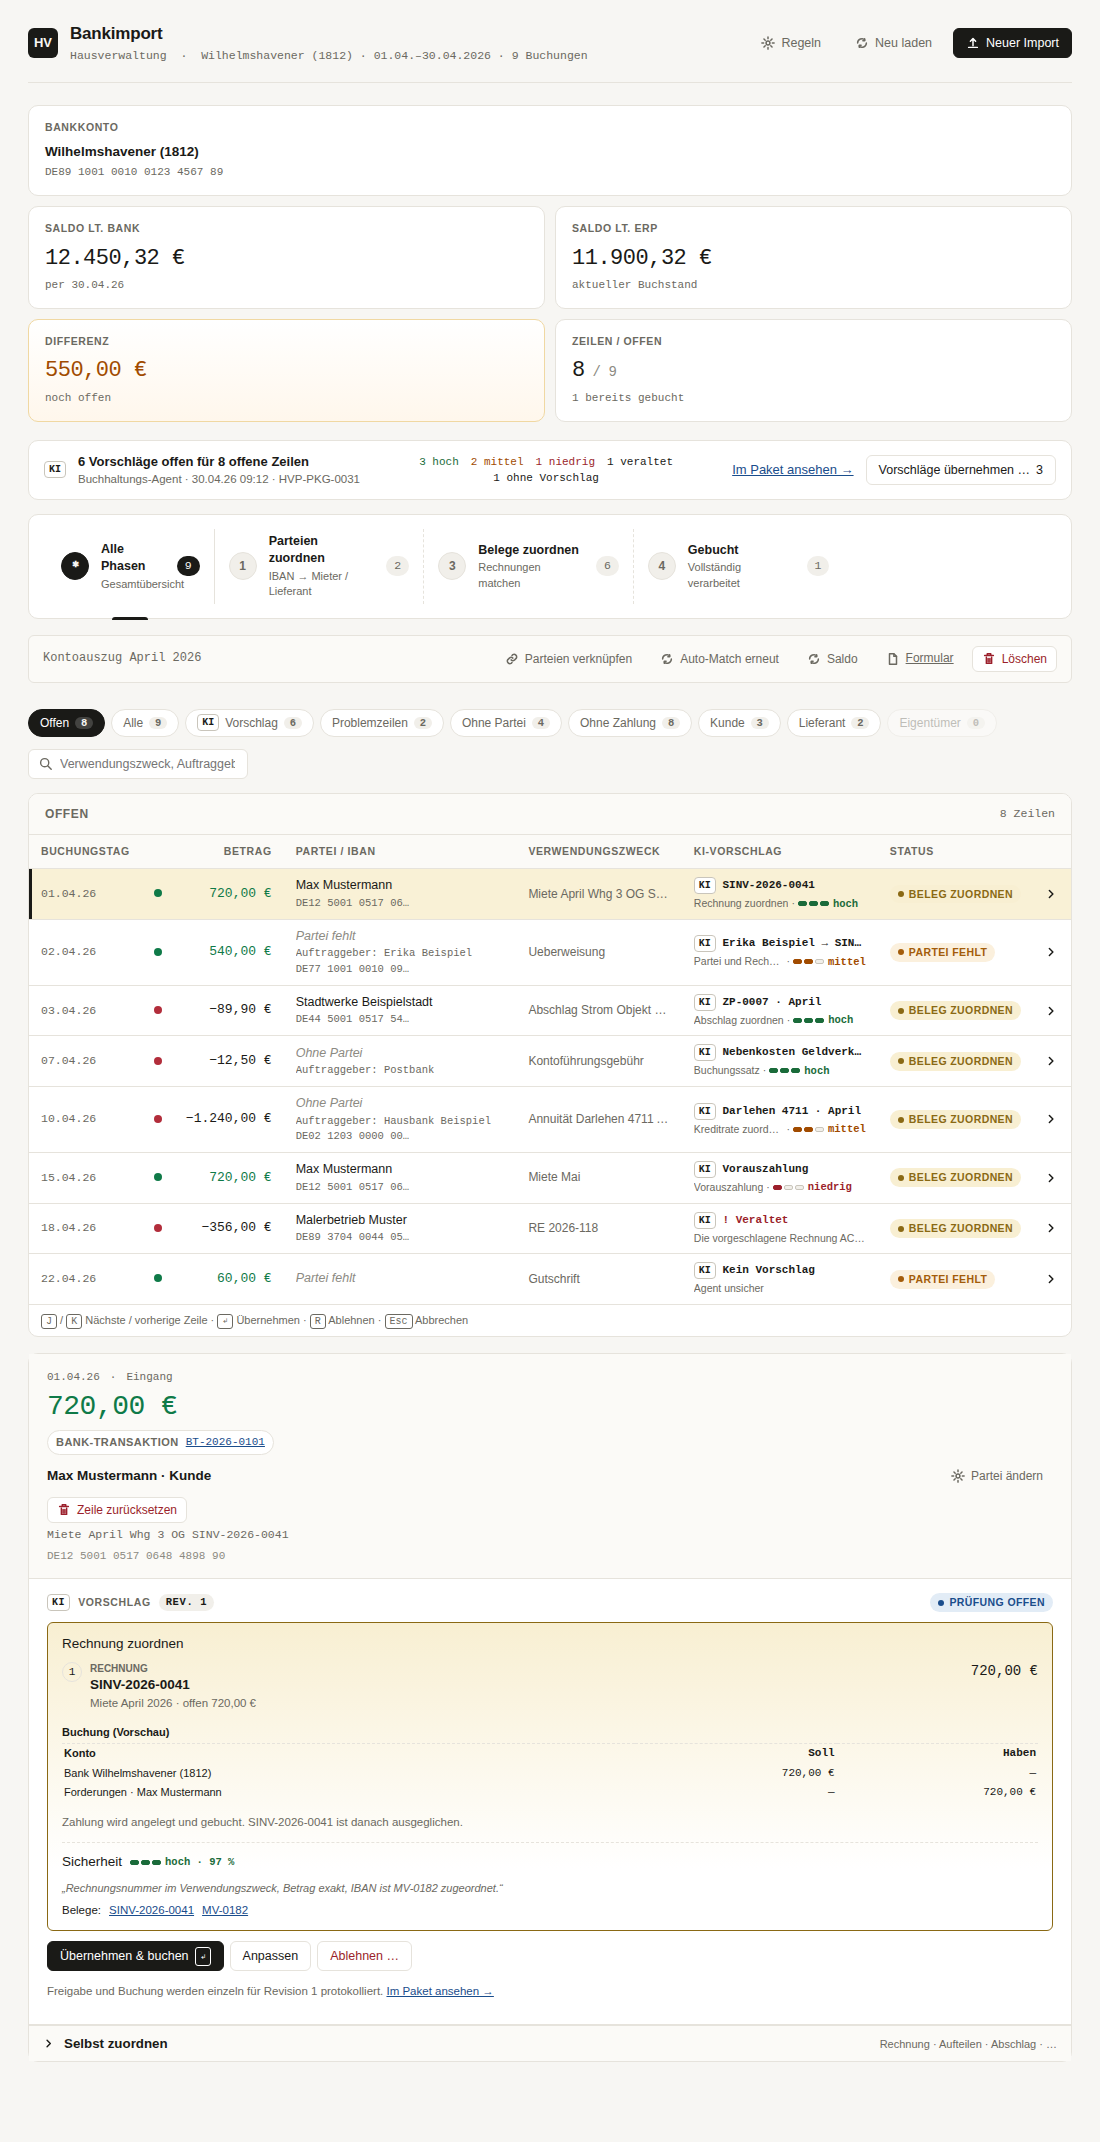 HV
Bankimport
Hausverwaltung · Wilhelmshavener (1812) · 01.04.–30.04.2026 · 9 Buchungen
Regeln
Neu laden
Neuer Import
BANKKONTO
Wilhelmshavener (1812)
DE89 1001 0010 0123 4567 89
SALDO LT. BANK
12.450,32 €
per 30.04.26
SALDO LT. ERP
11.900,32 €
aktueller Buchstand
DIFFERENZ
550,00 €
noch offen
ZEILEN / OFFEN
8 / 9
1 bereits gebucht
KI
6 Vorschläge offen für 8 offene Zeilen
Buchhaltungs-Agent · 30.04.26 09:12 · HVP-PKG-0031
3 hoch 2 mittel 1 niedrig 1 veraltet
1 ohne Vorschlag
Im Paket ansehen →
Vorschläge übernehmen … 3
Alle Phasen
Gesamtübersicht
9
1
Parteien zuordnen
IBAN → Mieter / Lieferant
2
3
Belege zuordnen
Rechnungen matchen
6
4
Gebucht
Vollständig verarbeitet
1
Kontoauszug April 2026
Parteien verknüpfen
Auto-Match erneut
Saldo
Formular
Löschen
Offen 8
Alle 9
KI Vorschlag 6
Problemzeilen 2
Ohne Partei 4
Ohne Zahlung 8
Kunde 3
Lieferant 2
Eigentümer 0
Verwendungszweck, Auftraggeb
OFFEN
8 Zeilen
BUCHUNGSTAG BETRAG PARTEI / IBAN VERWENDUNGSZWECK KI-VORSCHLAG STATUS
01.04.26 720,00 € Max Mustermann
DE12 5001 0517 06…
Miete April Whg 3 OG S…
KI SINV-2026-0041
Rechnung zuordnen · hoch
BELEG ZUORDNEN
02.04.26 540,00 € Partei fehlt
Auftraggeber: Erika Beispiel
DE77 1001 0010 09…
Ueberweisung
KI Erika Beispiel → SIN…
Partei und Rech… · mittel
PARTEI FEHLT
03.04.26 −89,90 € Stadtwerke Beispielstadt
DE44 5001 0517 54…
Abschlag Strom Objekt …
KI ZP-0007 · April
Abschlag zuordnen · hoch
BELEG ZUORDNEN
07.04.26 −12,50 € Ohne Partei
Auftraggeber: Postbank
Kontoführungsgebühr
KI Nebenkosten Geldverk…
Buchungssatz · hoch
BELEG ZUORDNEN
10.04.26 −1.240,00 € Ohne Partei
Auftraggeber: Hausbank Beispiel
DE02 1203 0000 00…
Annuität Darlehen 4711 …
KI Darlehen 4711 · April
Kreditrate zuord… · mittel
BELEG ZUORDNEN
15.04.26 720,00 € Max Mustermann
DE12 5001 0517 06…
Miete Mai
KI Vorauszahlung
Vorauszahlung · niedrig
BELEG ZUORDNEN
18.04.26 −356,00 € Malerbetrieb Muster
DE89 3704 0044 05…
RE 2026-118
KI ! Veraltet
Die vorgeschlagene Rechnung AC…
BELEG ZUORDNEN
22.04.26 60,00 € Partei fehlt
Gutschrift
KI Kein Vorschlag
Agent unsicher
PARTEI FEHLT
J / K Nächste / vorherige Zeile · ↲ Übernehmen · R Ablehnen · Esc Abbrechen
01.04.26 · Eingang
720,00 €
BANK-TRANSAKTION BT-2026-0101
Max Mustermann · Kunde
Partei ändern
Zeile zurücksetzen
Miete April Whg 3 OG SINV-2026-0041
DE12 5001 0517 0648 4898 90
KI VORSCHLAG REV. 1
PRÜFUNG OFFEN
Rechnung zuordnen
1
RECHNUNG
SINV-2026-0041
Miete April 2026 · offen 720,00 €
720,00 €
Buchung (Vorschau)
Konto Soll Haben
Bank Wilhelmshavener (1812) 720,00 € —
Forderungen · Max Mustermann — 720,00 €
Zahlung wird angelegt und gebucht. SINV-2026-0041 ist danach ausgeglichen.
Sicherheit hoch · 97 %
„Rechnungsnummer im Verwendungszweck, Betrag exakt, IBAN ist MV-0182 zugeordnet.“
Belege: SINV-2026-0041 MV-0182
Übernehmen & buchen ↲
Anpassen
Ablehnen …
Freigabe und Buchung werden einzeln für Revision 1 protokolliert. Im Paket ansehen →
Selbst zuordnen
Rechnung · Aufteilen · Abschlag · …